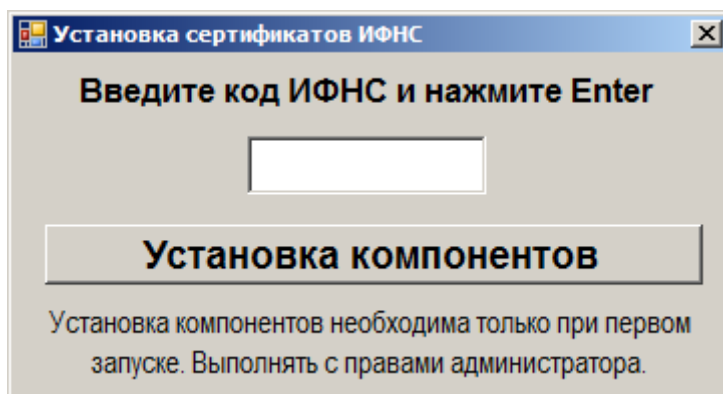 Установка сертификатов ИФНС
Введите код ИФНС и нажмите Enter
Установка компонентов
Установка компонентов необходима только при первом
запуске. Выполнять с правами администратора.